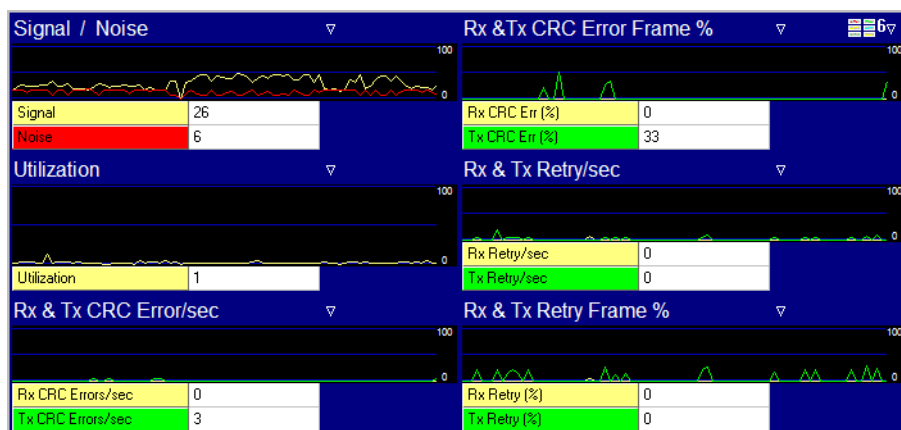 Signal / Noise
100
0
Signal 26
Noise 6
Rx &Tx CRC Error Frame % 6
100
0
Rx CRC Err (%) 0
Tx CRC Err (%) 33
Utilization
100
0
Utilization 1
Rx & Tx Retry/sec
100
0
Rx Retry/sec 0
Tx Retry/sec 0
Rx & Tx CRC Error/sec
100
0
Rx CRC Errors/sec 0
Tx CRC Errors/sec 3
Rx & Tx Retry Frame %
100
0
Rx Retry (%) 0
Tx Retry (%) 0